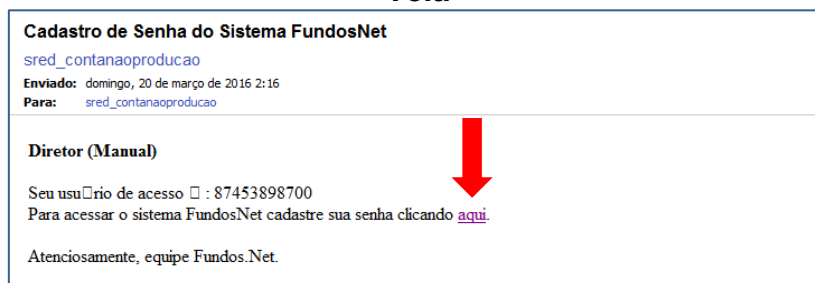 Cadastro de Senha do Sistema FundosNet
sred_contanaoproducao
Enviado: domingo, 20 de março de 2016 2:16
Para: sred_contanaoproducao
Diretor (Manual)
Seu usu□rio de acesso □ : 87453898700
Para acessar o sistema FundosNet cadastre sua senha clicando aqui.
Atenciosamente, equipe Fundos.Net.